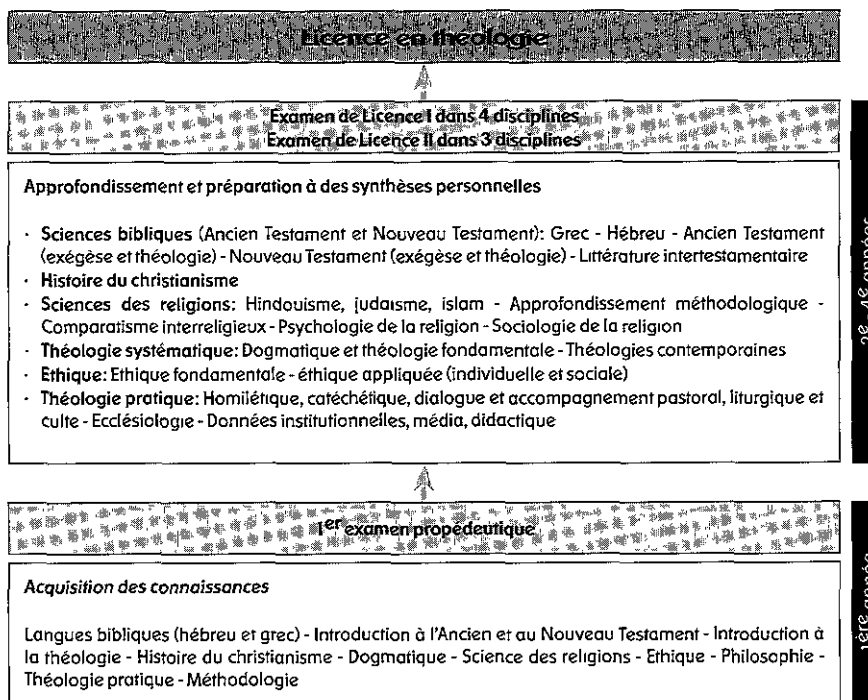 Licence en théologie
Examen de Licence I dans 4 disciplines
Examen de Licence II dans 3 disciplines
Approfondissement et préparation à des synthèses personnelles
· Sciences bibliques (Ancien Testament et Nouveau Testament): Grec - Hébreu - Ancien Testament
(exégèse et théologie) - Nouveau Testament (exégèse et théologie) - Littérature intertestamentaire
· Histoire du christianisme
· Sciences des religions: Hindouisme, judaïsme, islam - Approfondissement méthodologique -
Comparatisme interreligieux - Psychologie de la religion - Sociologie de la religion
· Théologie systématique: Dogmatique et théologie fondamentale - Théologies contemporaines
· Ethique: Ethique fondamentale - éthique appliquée (individuelle et sociale)
· Théologie pratique: Homilétique, catéchétique, dialogue et accompagnement pastoral, liturgique et
culte - Ecclésiologie - Données institutionnelles, média, didactique
2e-4e années
1er examen propédeutique
Acquisition des connaissances
Langues bibliques (hébreu et grec) - Introduction à l'Ancien et au Nouveau Testament - Introduction à
la théologie - Histoire du christianisme - Dogmatique - Science des religions - Ethique - Philosophie -
Théologie pratique - Méthodologie
1ère année